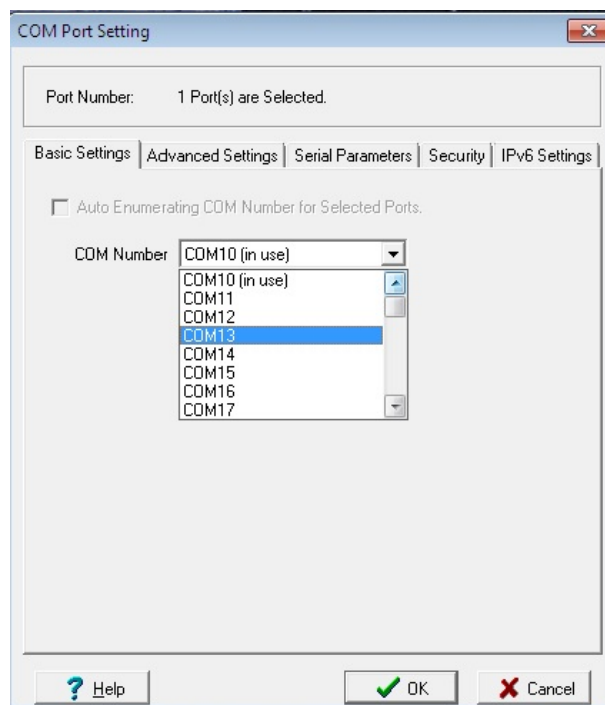 COM Port Setting
Port Number: 1 Port(s) are Selected.
Basic Settings Advanced Settings Serial Parameters Security IPv6 Settings
Auto Enumerating COM Number for Selected Ports.
COM Number COM10 (in use)
COM10 (in use)
COM11
COM12
COM13
COM14
COM15
COM16
COM17
? Help OK Cancel